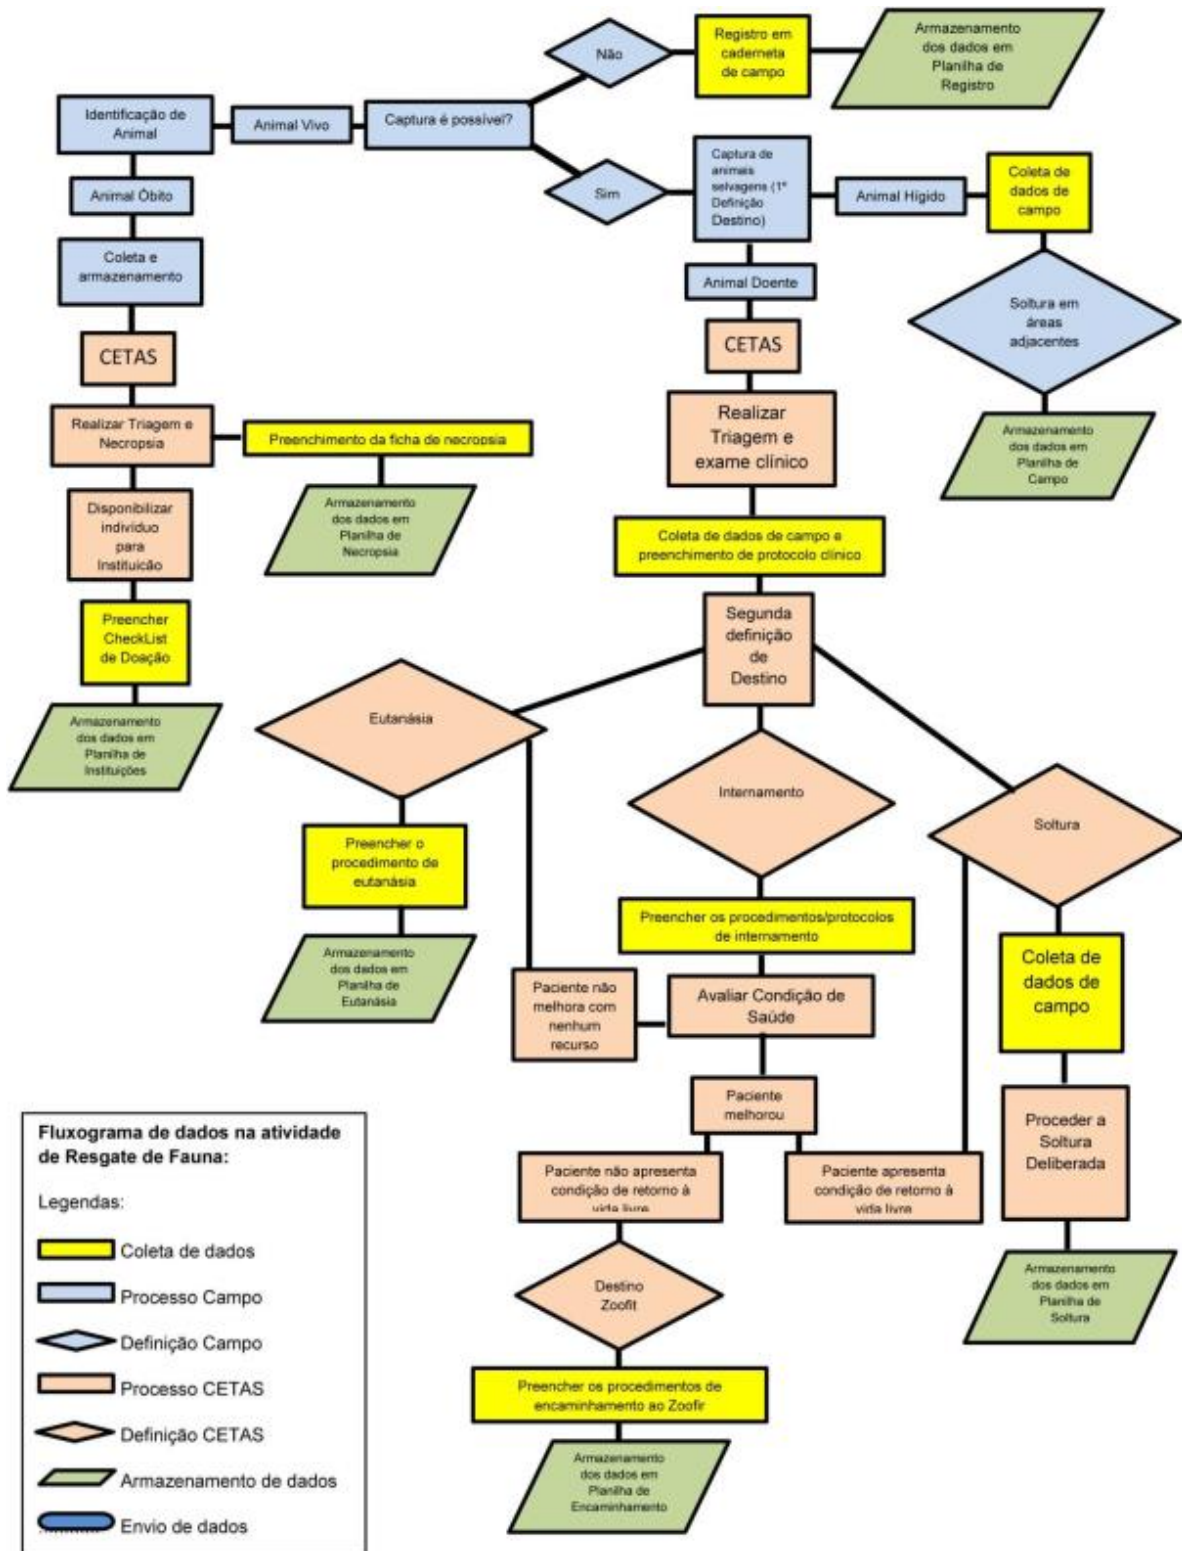 Não
Registro em
caderneta
de campo
Armazenamento
dos dados em
Planilha de
Registro
Identificação de
Animal
Animal Vivo
Captura é possível?
Sim
Captura de
animais
selvagens (1ª
Definição
Destino)
Animal Hígido
Coleta de
dados de
campo
Animal Óbito
Coleta e
armazenamento
Animal Doente
Soltura em
áreas
adjacentes
CETAS
CETAS
Realizar Triagem e
Necropsia
Preenchimento da ficha de necropsia
Realizar
Triagem e
exame clínico
Armazenamento
dos dados em
Planilha de
Campo
Disponibilizar
indivíduo
para
Instituicão
Armazenamento
dos dados em
Planilha de
Necropsia
Coleta de dados de campo e
preenchimento de protocolo clínico
Preencher
CheckList
de Doação
Segunda
definição
de
Destino
Armazenamento
dos dados em
Planilha de
Instituições
Eutanásia
Internamento
Soltura
Preencher o
procedimento de
eutanásia
Preencher os procedimentos/protocolos
de internamento
Armazenamento
dos dados em
Planilha de
Eutanásia
Paciente não
melhora com
nenhum
recurso
Avaliar Condição de
Saúde
Coleta de
dados de
campo
Paciente
melhorou
Proceder a
Soltura
Deliberada
Paciente não apresenta
condição de retorno à
vida livre
Paciente apresenta
condição de retorno à
vida livre
Armazenamento
dos dados em
Planilha de
Soltura
Destino
Zoofit
Preencher os procedimentos de
encaminhamento ao Zoofir
Armazenamento
dos dados em
Planilha de
Encaminhamento
Fluxograma de dados na atividade
de Resgate de Fauna:
Legendas:
Coleta de dados
Processo Campo
Definição Campo
Processo CETAS
Definição CETAS
Armazenamento de dados
Envio de dados